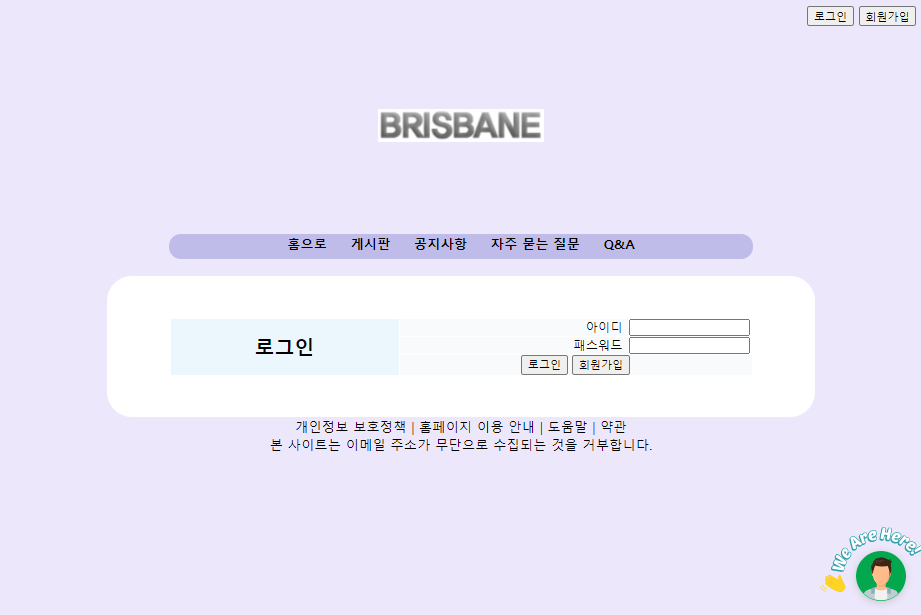 로그인 회원가입
BRISBANE
홈으로 게시판 공지사항 자주 묻는 질문 Q&A
로그인
아이디
패스워드
로그인 회원가입
개인정보 보호정책 | 홈페이지 이용 안내 | 도움말 | 약관
본 사이트는 이메일 주소가 무단으로 수집되는 것을 거부합니다.
We Are Here!